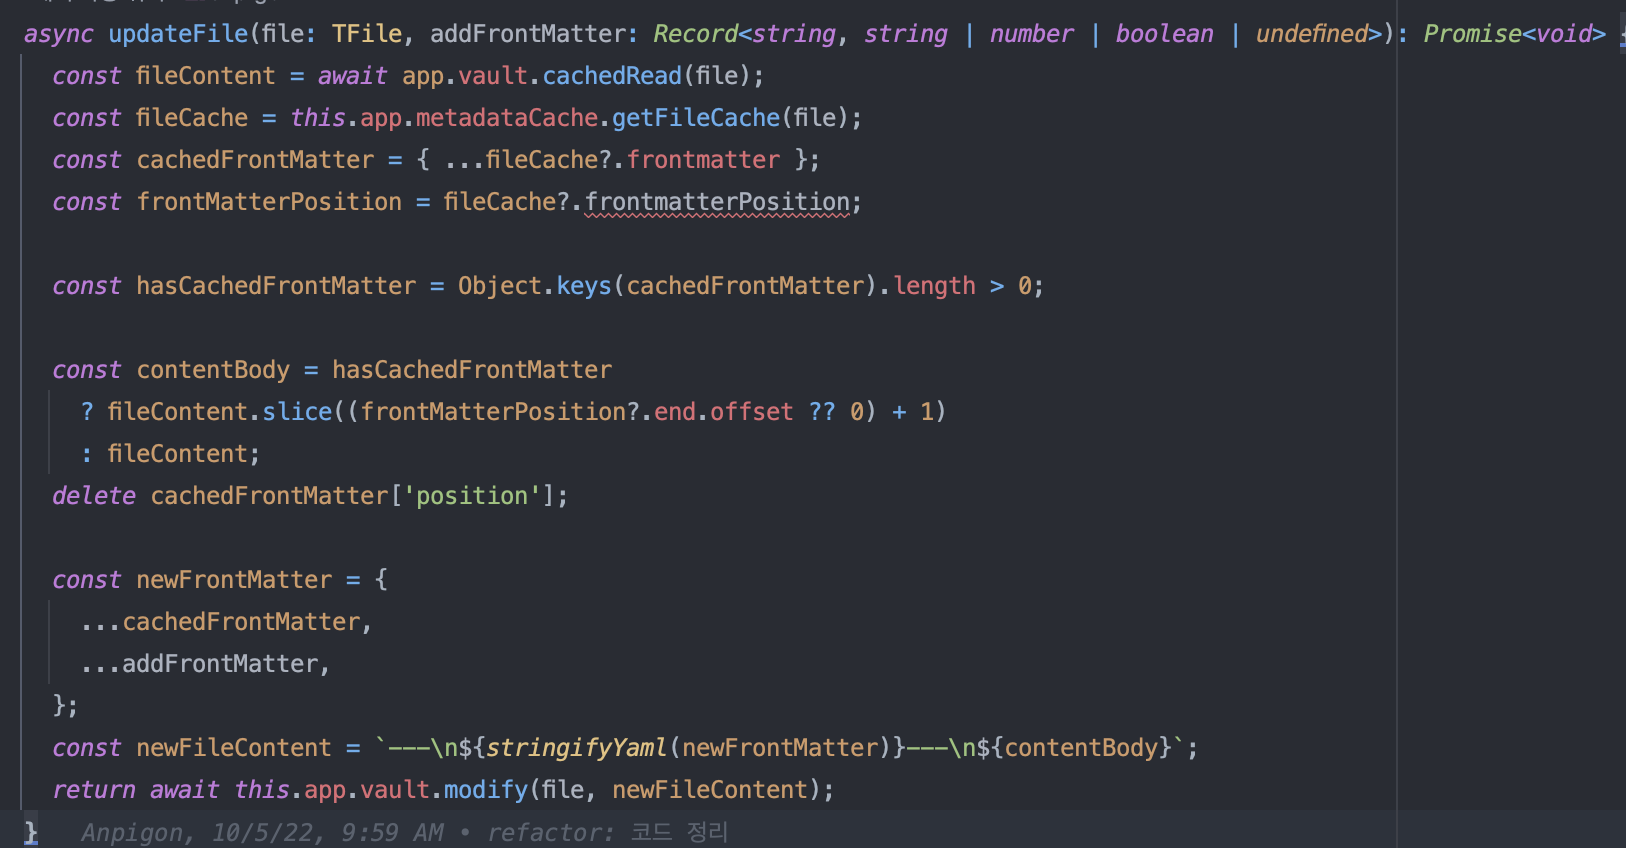 async updateFile(file: TFile, addFrontMatter: Record<string, string | number | boolean | undefined>): Promise<void> {
const fileContent = await app.vault.cachedRead(file);
const fileCache = this.app.metadataCache.getFileCache(file);
const cachedFrontMatter = { ...fileCache?.frontmatter };
const frontMatterPosition = fileCache?.frontmatterPosition;
const hasCachedFrontMatter = Object.keys(cachedFrontMatter).length > 0;
const contentBody = hasCachedFrontMatter
? fileContent.slice((frontMatterPosition?.end.offset ?? 0) + 1)
: fileContent;
delete cachedFrontMatter['position'];
const newFrontMatter = {
...cachedFrontMatter,
...addFrontMatter,
};
const newFileContent = `---\n${stringifyYaml(newFrontMatter)}---\n${contentBody}`;
return await this.app.vault.modify(file, newFileContent);
} Anpigon, 10/5/22, 9:59 AM • refactor: 코드 정리